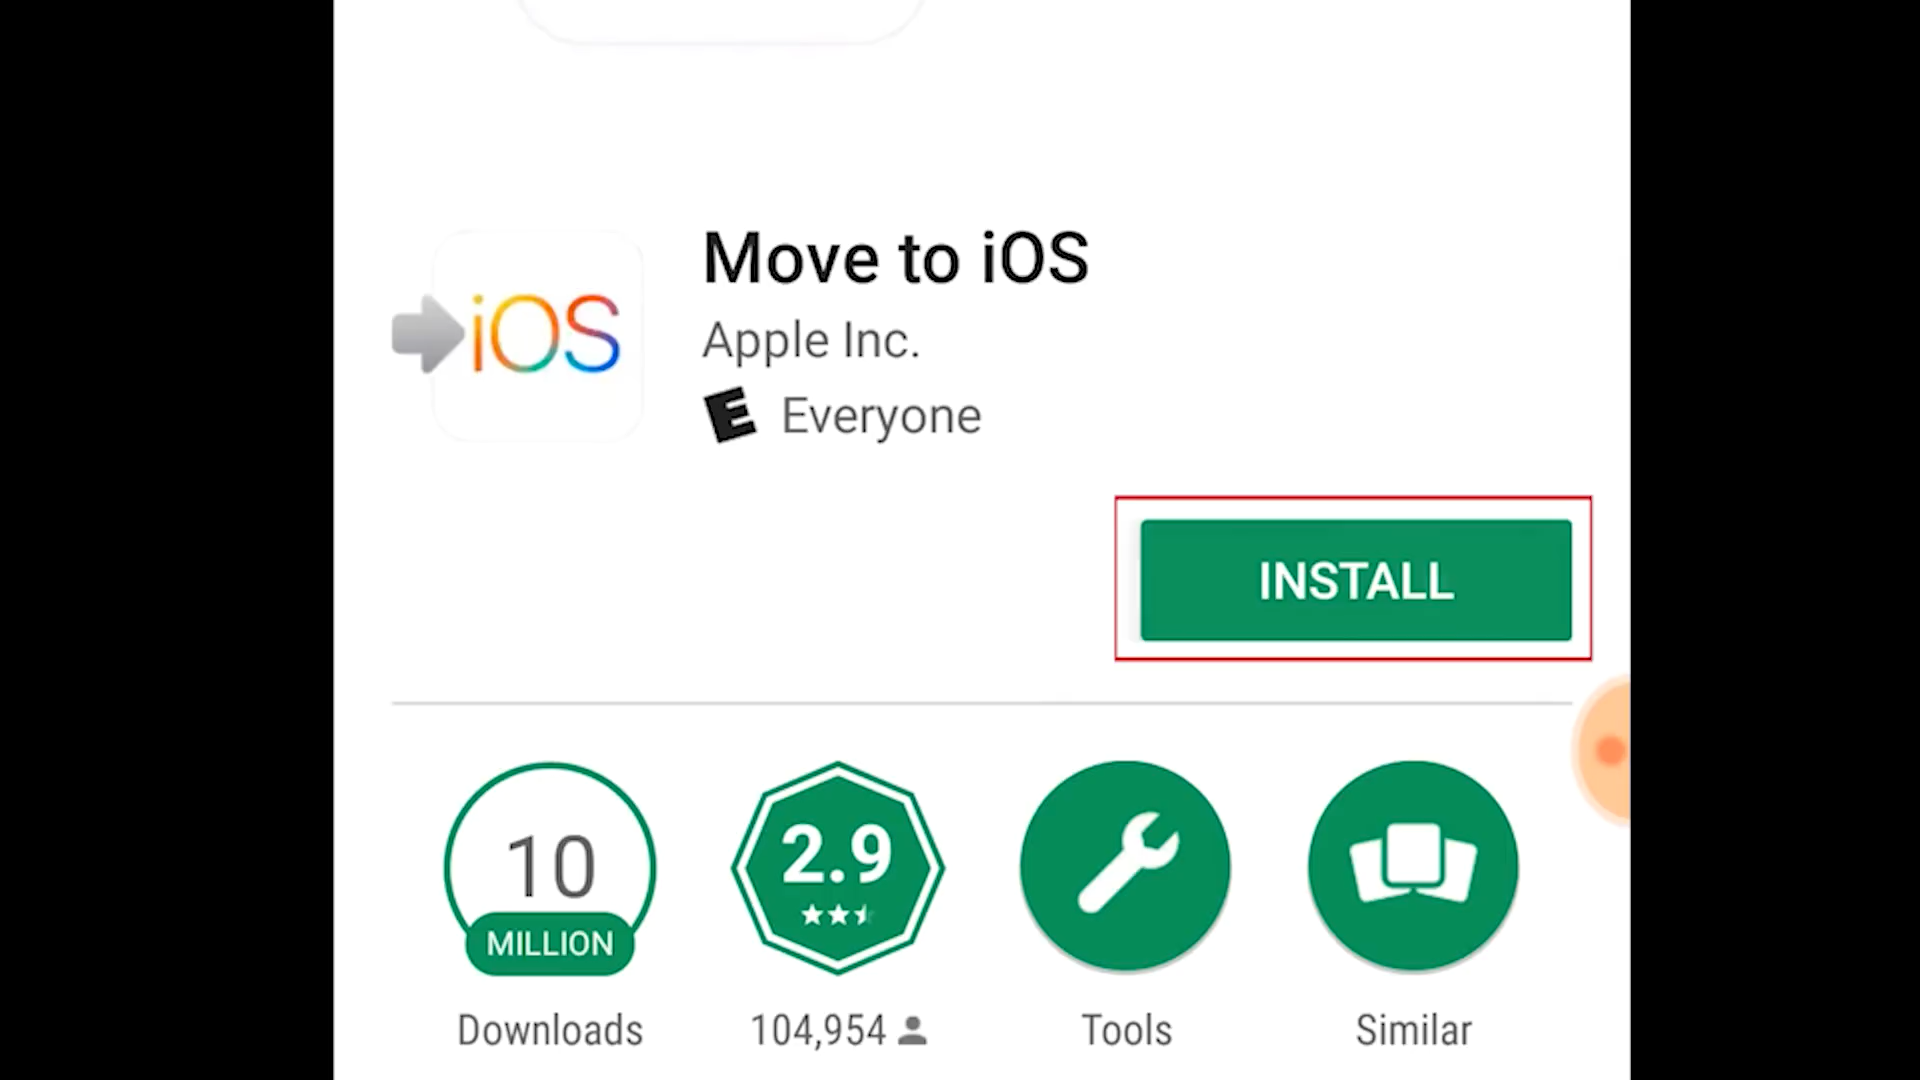 Move to iOS
iOS
Apple Inc.
E Everyone
INSTALL
10
MILLION
2.9
Downloads
104,954
Tools
Similar